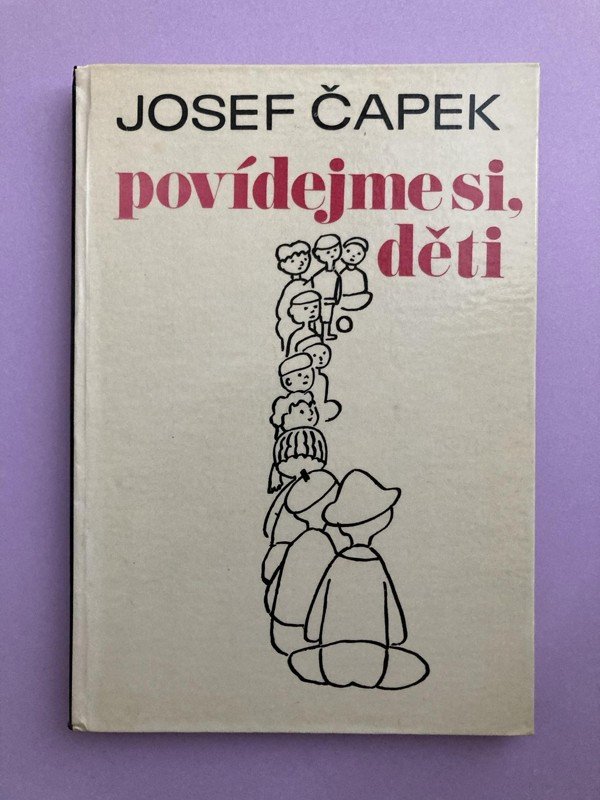 JOSEF ČAPEK
povídejme si,
děti